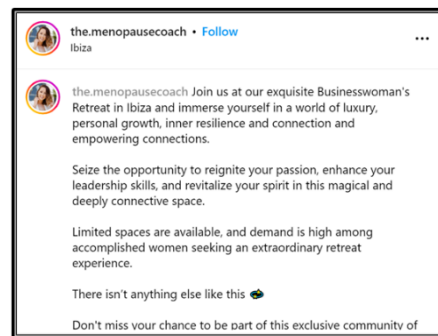 the.menopausecoach • Follow
Ibiza
the.menopausecoach Join us at our exquisite Businesswoman's
Retreat in Ibiza and immerse yourself in a world of luxury,
personal growth, inner resilience and connection and
empowering connections.
Seize the opportunity to reignite your passion, enhance your
leadership skills, and revitalize your spirit in this magical and
deeply connective space.
Limited spaces are available, and demand is high among
accomplished women seeking an extraordinary retreat
experience.
There isn't anything else like this
Don't miss your chance to be part of this exclusive community of